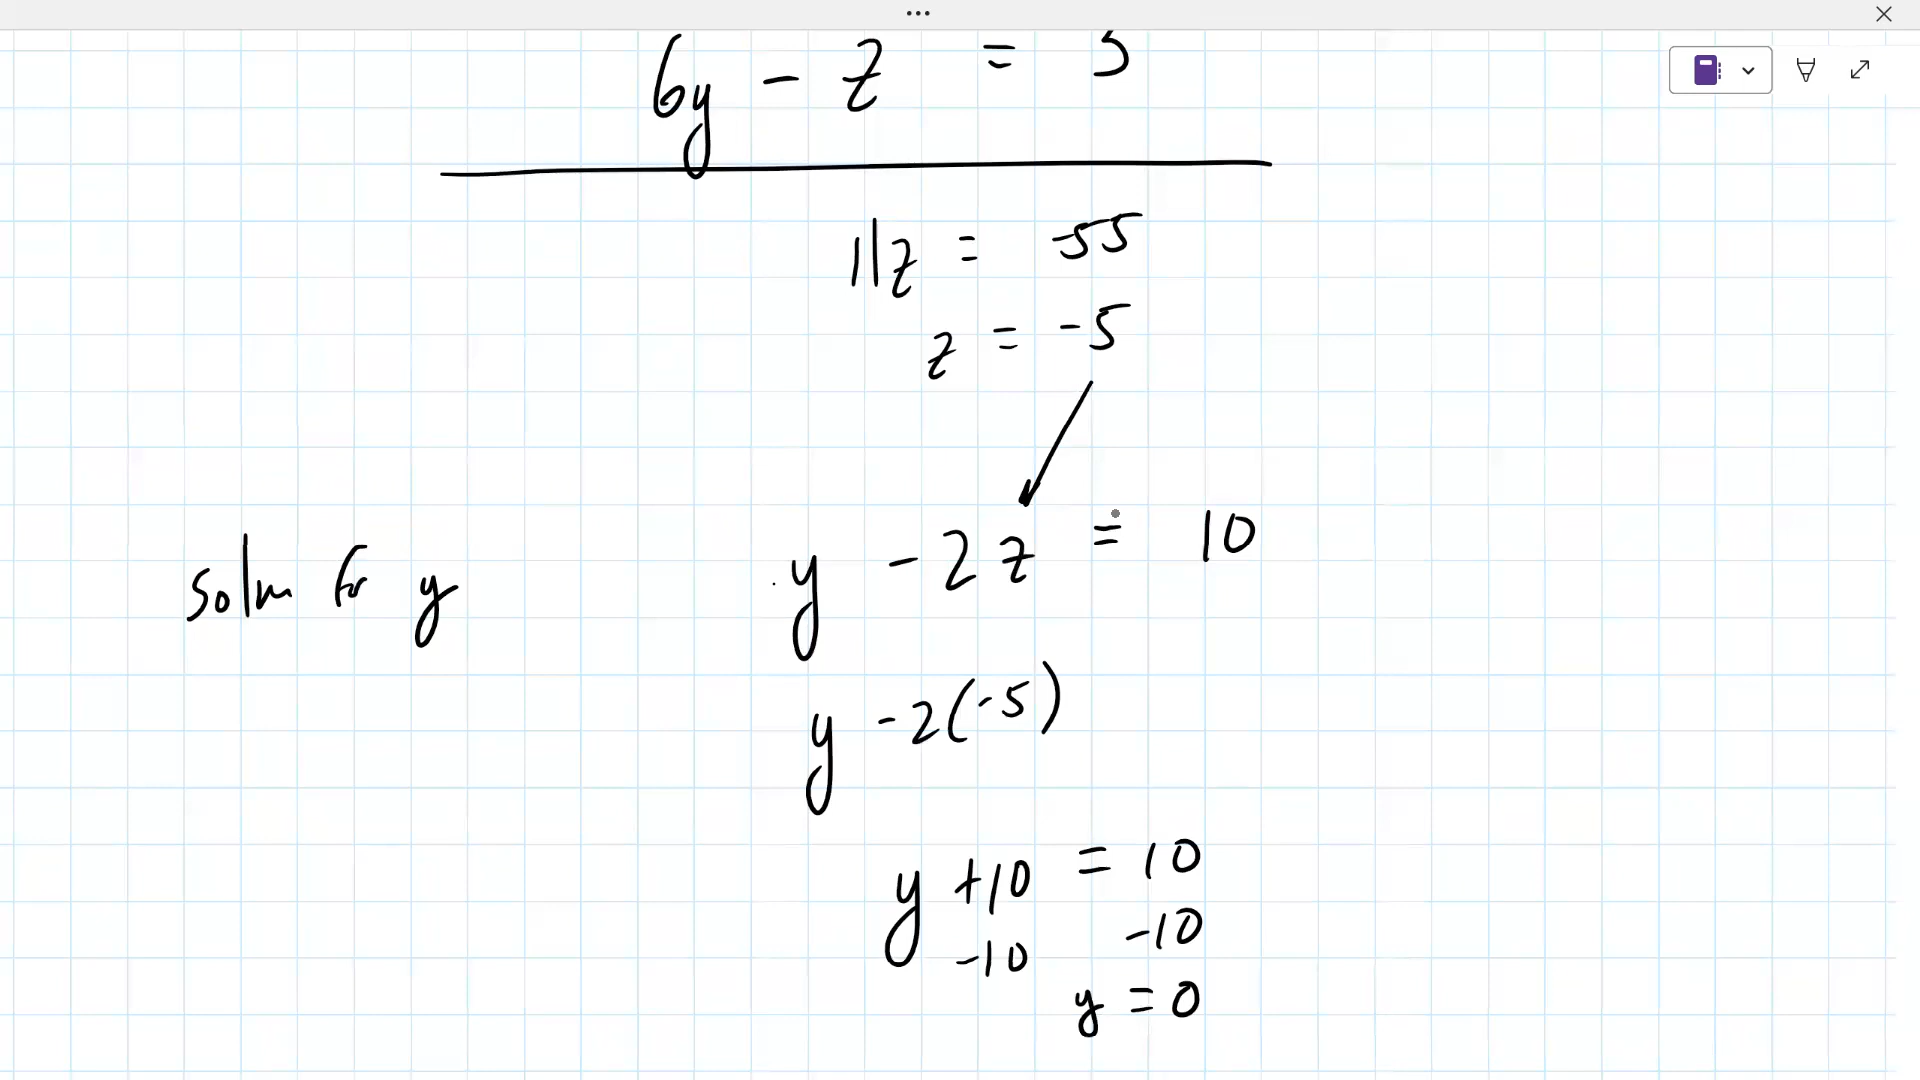 6y - z = 5
11z = -55
z = -5
y - 2z = 10
solve for y
y - 2(-5)
y + 10 = 10
-10 -10
y = 0